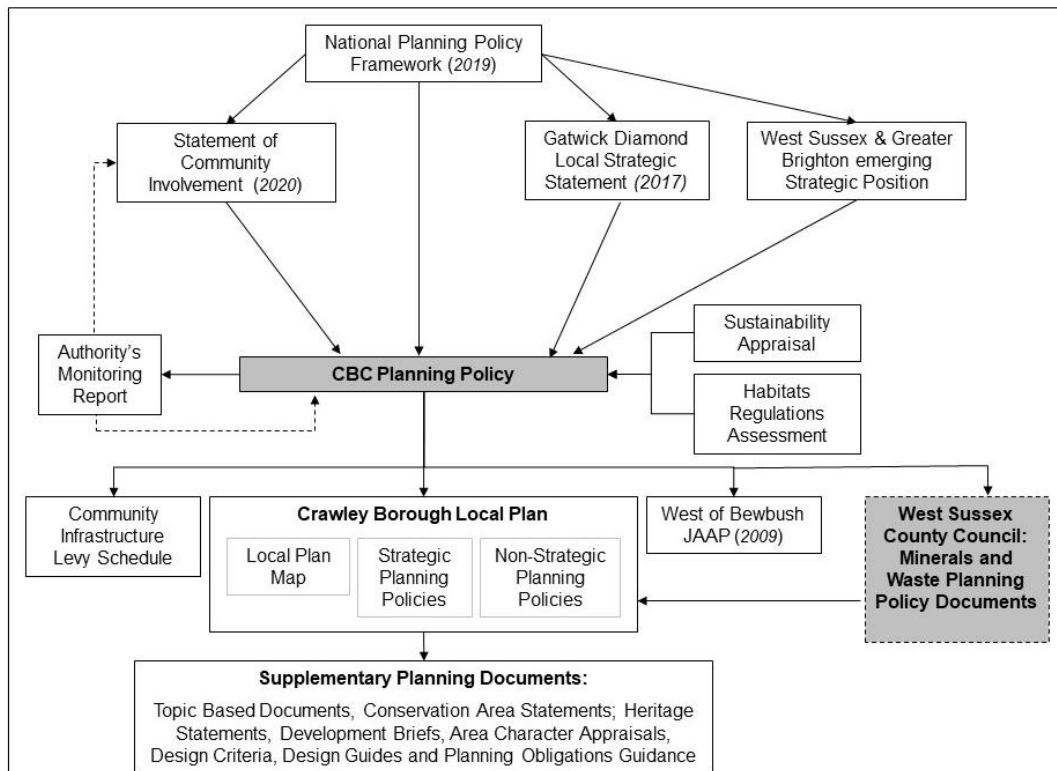 National Planning Policy
Framework (2019)
Statement of
Community
Involvement (2020)
Gatwick Diamond
Local Strategic
Statement (2017)
West Sussex & Greater
Brighton emerging
Strategic Position
Sustainability
Appraisal
Authority's
Monitoring
Report
CBC Planning Policy
Habitats
Regulations
Assessment
Community
Infrastructure
Levy Schedule
Crawley Borough Local Plan
Local Plan
Map
Strategic
Planning
Policies
Non-Strategic
Planning
Policies
West of Bewbush
JAAP (2009)
West Sussex
County Council:
Minerals and
Waste Planning
Policy Documents
Supplementary Planning Documents:
Topic Based Documents, Conservation Area Statements; Heritage
Statements, Development Briefs, Area Character Appraisals,
Design Criteria, Design Guides and Planning Obligations Guidance